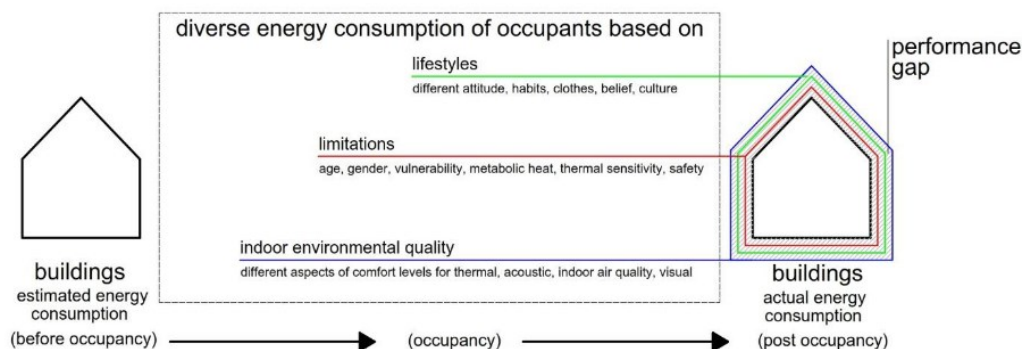 diverse energy consumption of occupants based on
performance
gap
lifestyles
different attitude, habits, clothes, belief, culture
limitations
age, gender, vulnerability, metabolic heat, thermal sensitivity, safety
indoor environmental quality
different aspects of comfort levels for thermal, acoustic, indoor air quality, visual
buildings
estimated energy
consumption
(before occupancy)
(occupancy)
buildings
actual energy
consumption
(post occupancy)